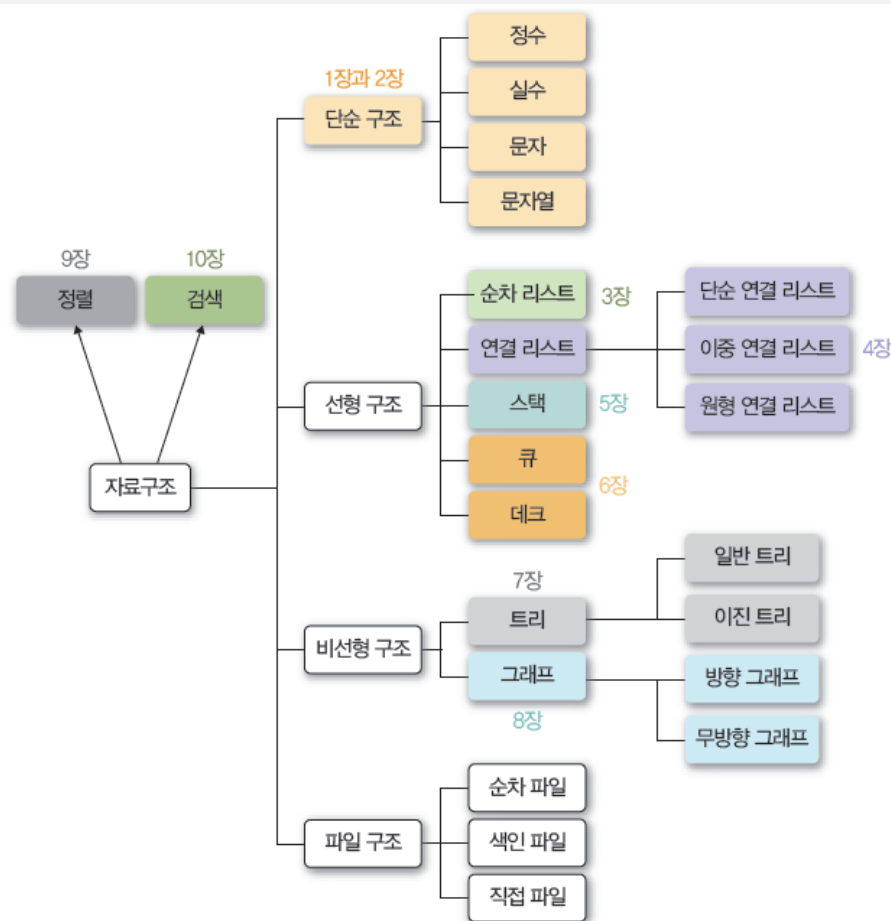 1장과 2장
단순 구조
정수
실수
문자
문자열
9장
정렬
10장
검색
자료구조
선형 구조
순차 리스트
3장
연결 리스트
단순 연결 리스트
이중 연결 리스트
4장
원형 연결 리스트
스택
5장
큐
6장
데크
비선형 구조
7장
트리
일반 트리
이진 트리
그래프
8장
방향 그래프
무방향 그래프
파일 구조
순차 파일
색인 파일
직접 파일